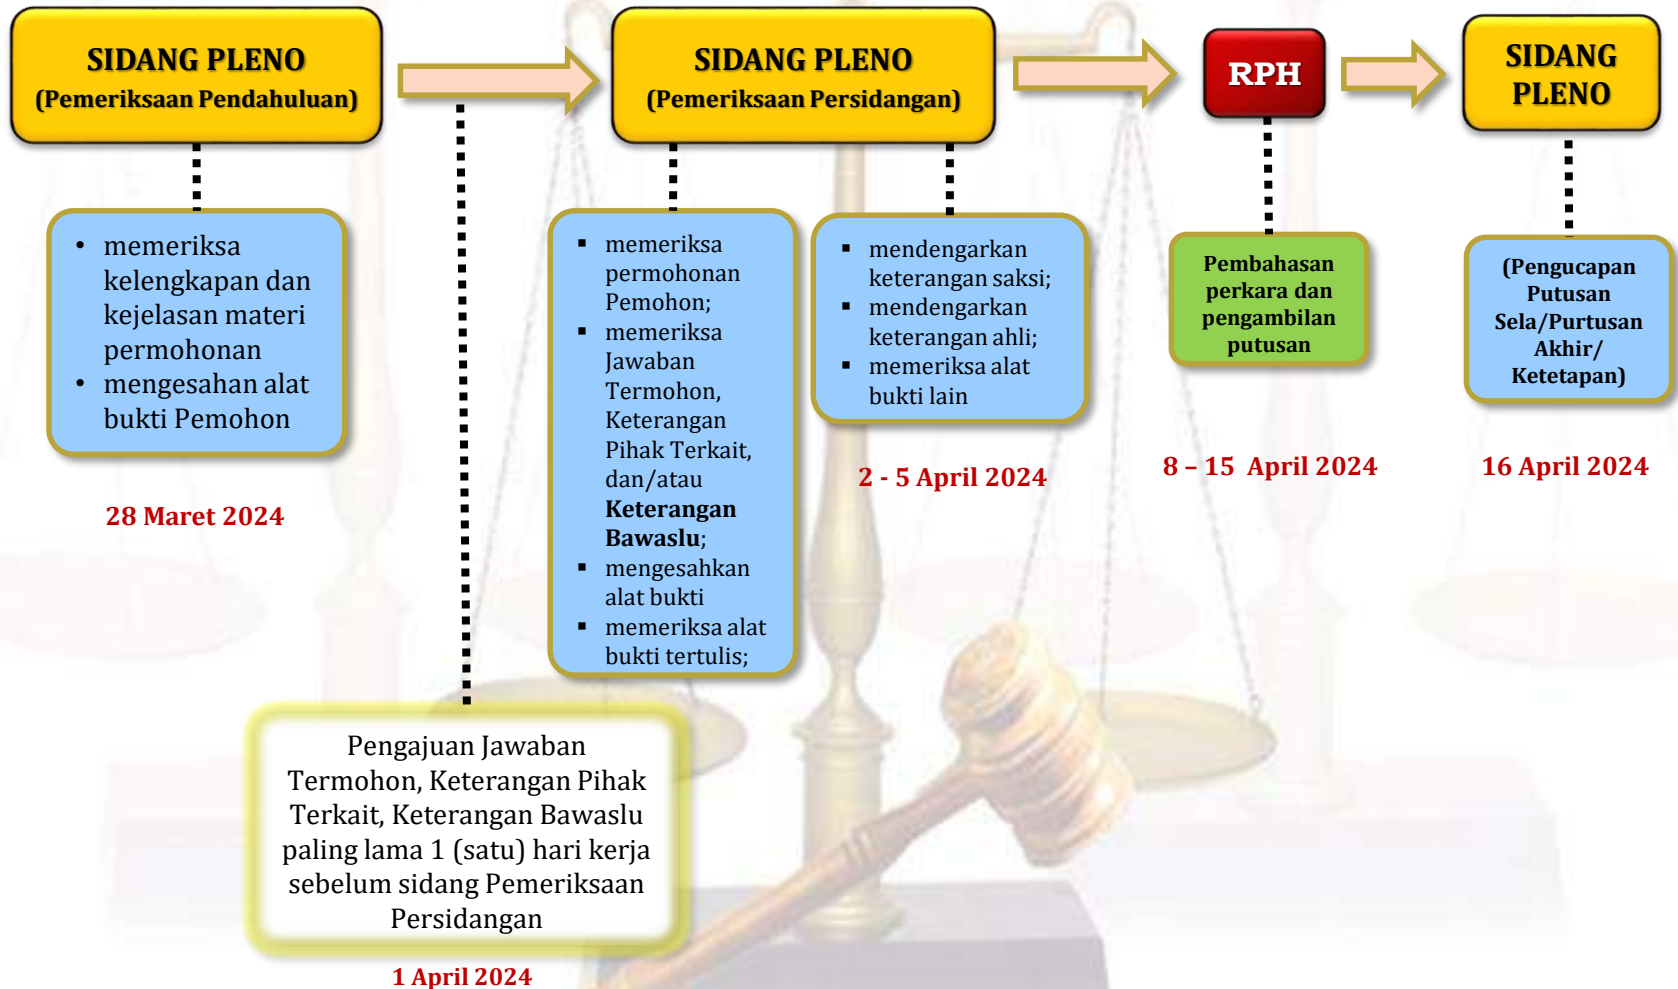 SIDANG PLENO
(Pemeriksaan Pendahuluan)
• memeriksa
kelengkapan dan
kejelasan materi
permohonan
• mengesahan alat
bukti Pemohon
28 Maret 2024
Pengajuan Jawaban
Termohon, Keterangan Pihak
Terkait, Keterangan Bawaslu
paling lama 1 (satu) hari kerja
sebelum sidang Pemeriksaan
Persidangan
1 April 2024
SIDANG PLENO
(Pemeriksaan Persidangan)
▪ memeriksa
permohonan
Pemohon;
▪ memeriksa
Jawaban
Termohon,
Keterangan
Pihak Terkait,
dan/atau
Keterangan
Bawaslu;
▪ mengesahkan
alat bukti
▪ memeriksa alat
bukti tertulis;
▪ mendengarkan
keterangan saksi;
▪ mendengarkan
keterangan ahli;
▪ memeriksa alat
bukti lain
2 - 5 April 2024
RPH
Pembahasan
perkara dan
pengambilan
putusan
8 – 15 April 2024
SIDANG
PLENO
(Pengucapan
Putusan
Sela/Purtusan
Akhir/
Ketetapan)
16 April 2024